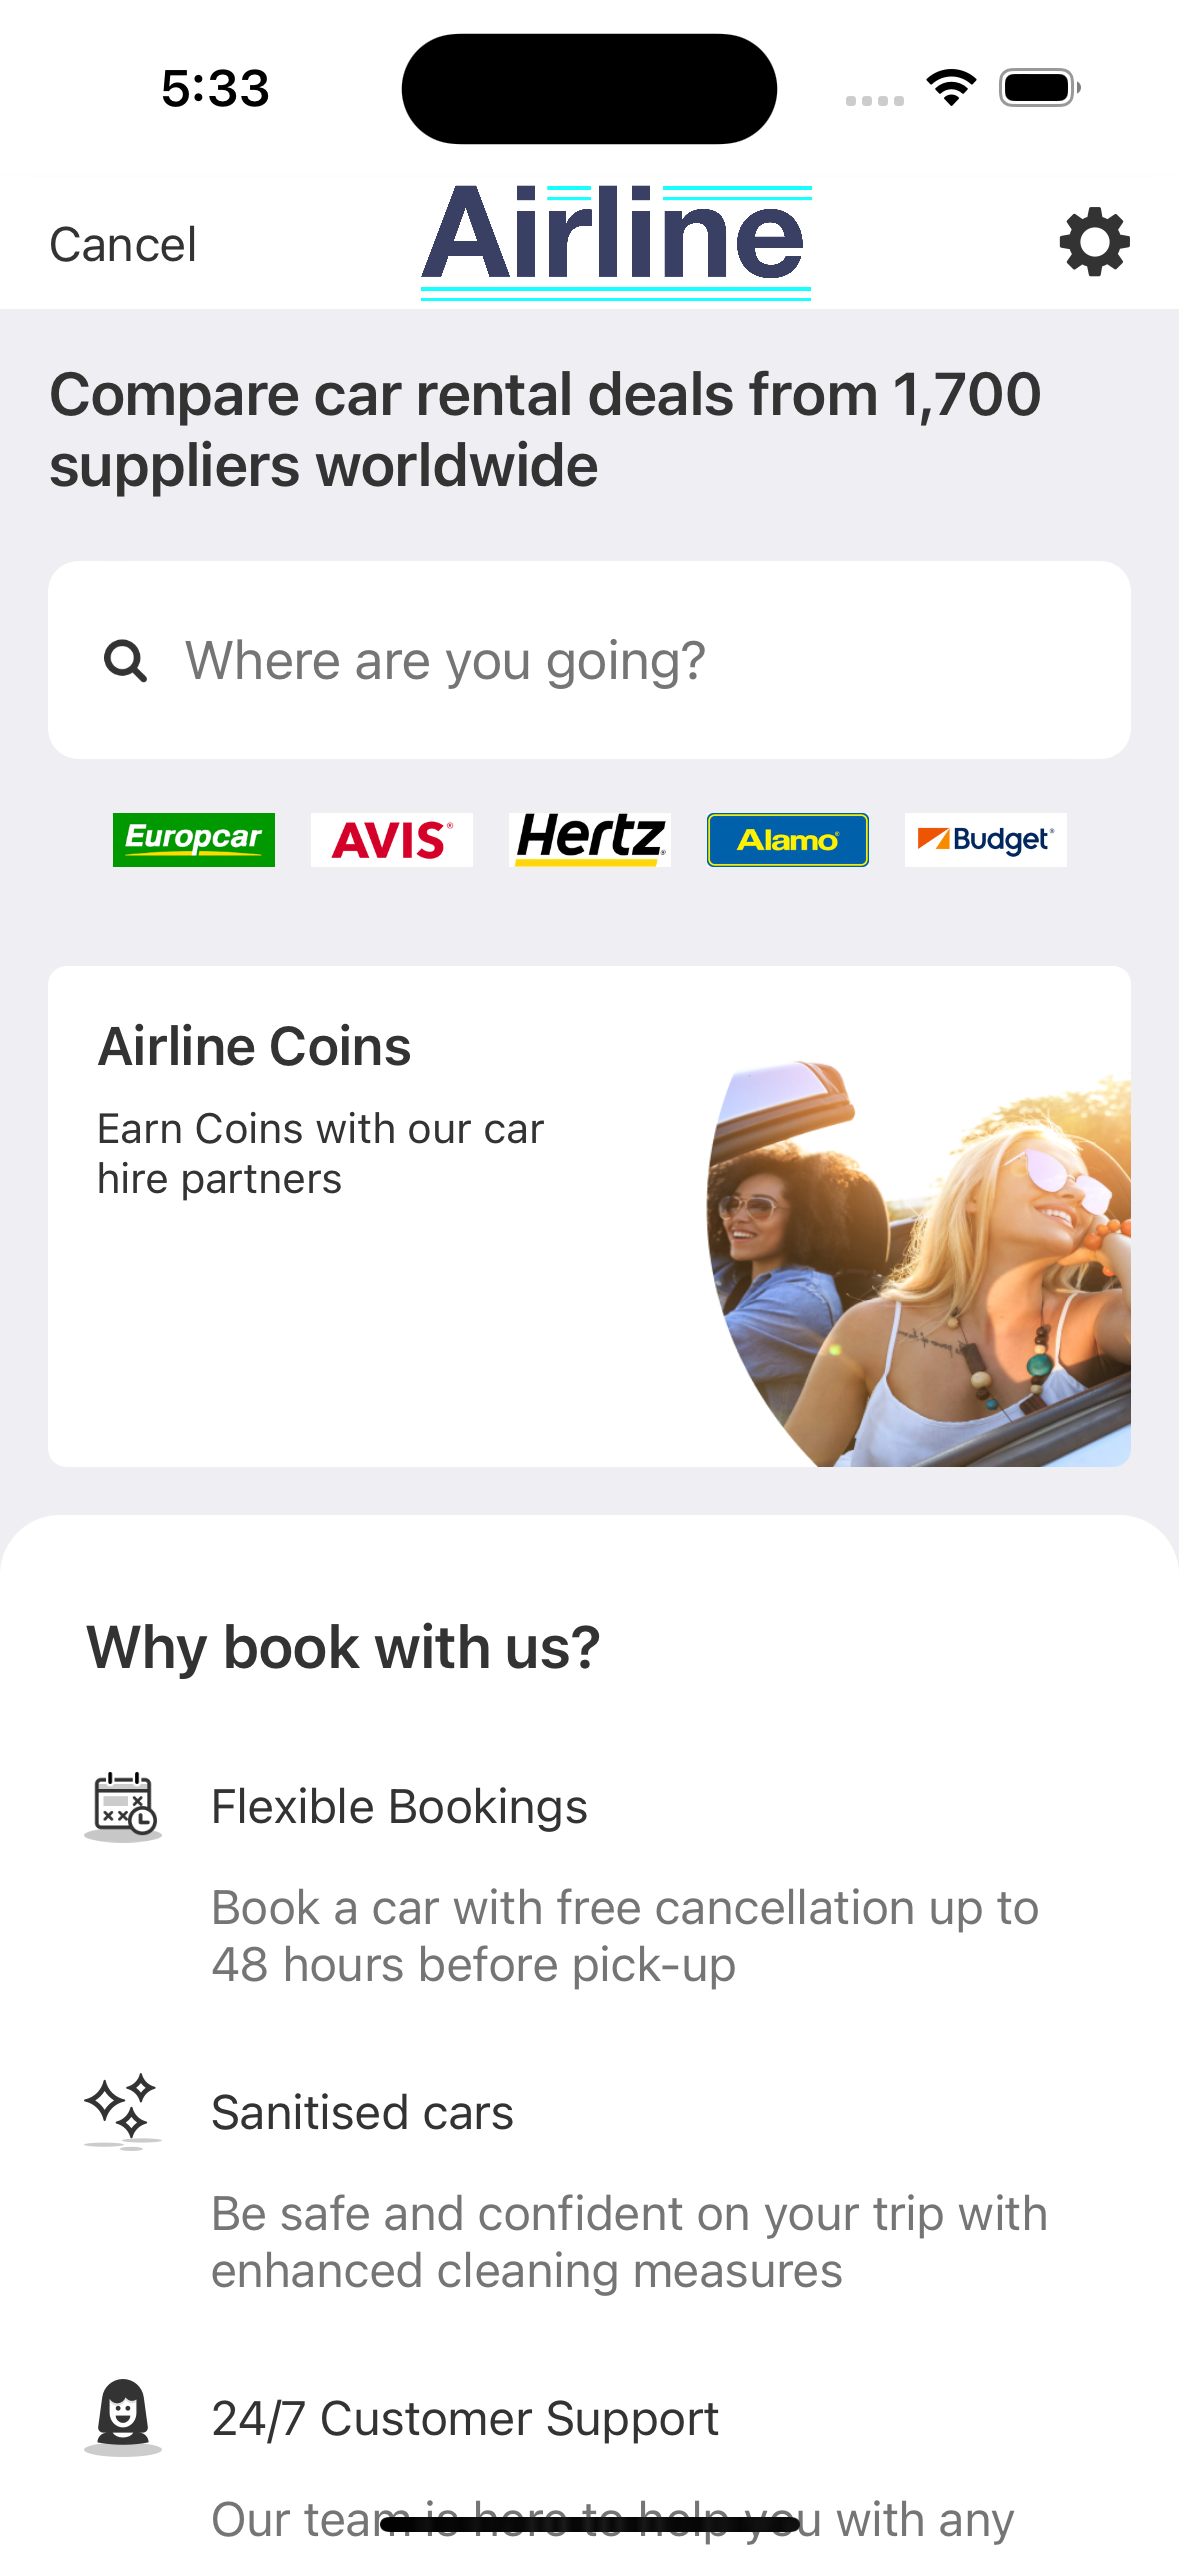 5:33
Cancel
Airline
Compare car rental deals from 1,700
suppliers worldwide
Where are you going?
Europcar
AVIS®
Hertz®
Alamo®
Budget®
Airline Coins
Earn Coins with our car
hire partners
Why book with us?
Flexible Bookings
Book a car with free cancellation up to
48 hours before pick-up
Sanitised cars
Be safe and confident on your trip with
enhanced cleaning measures
24/7 Customer Support
Our team is here to help you with any